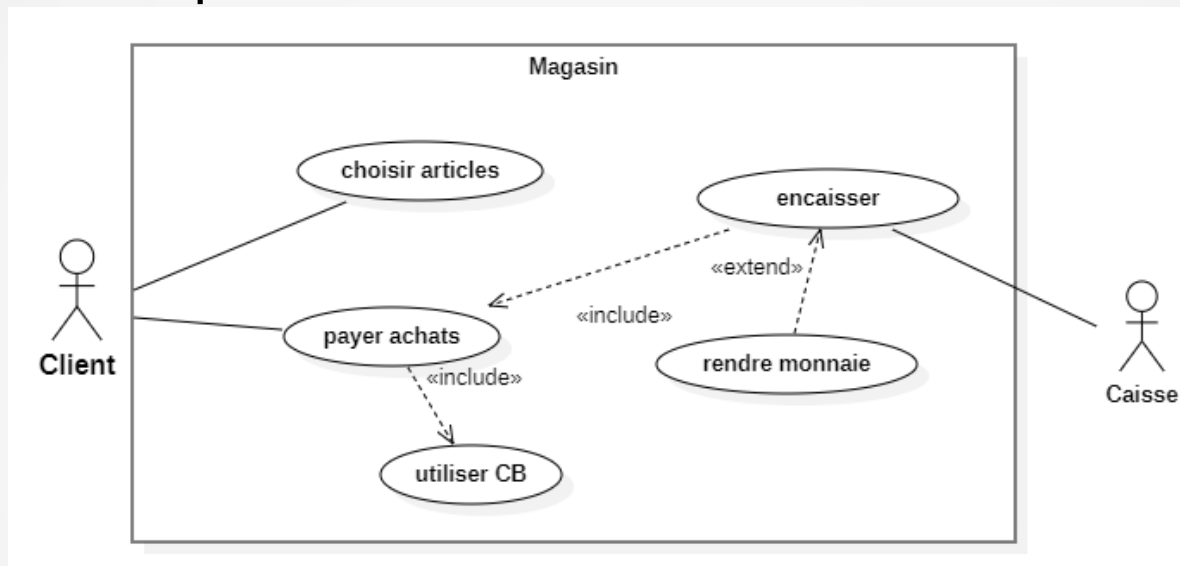 Magasin
choisir articles
encaisser
«extend»
«include»
payer achats
rendre monnaie
Client
«include»
Caisse
utiliser CB